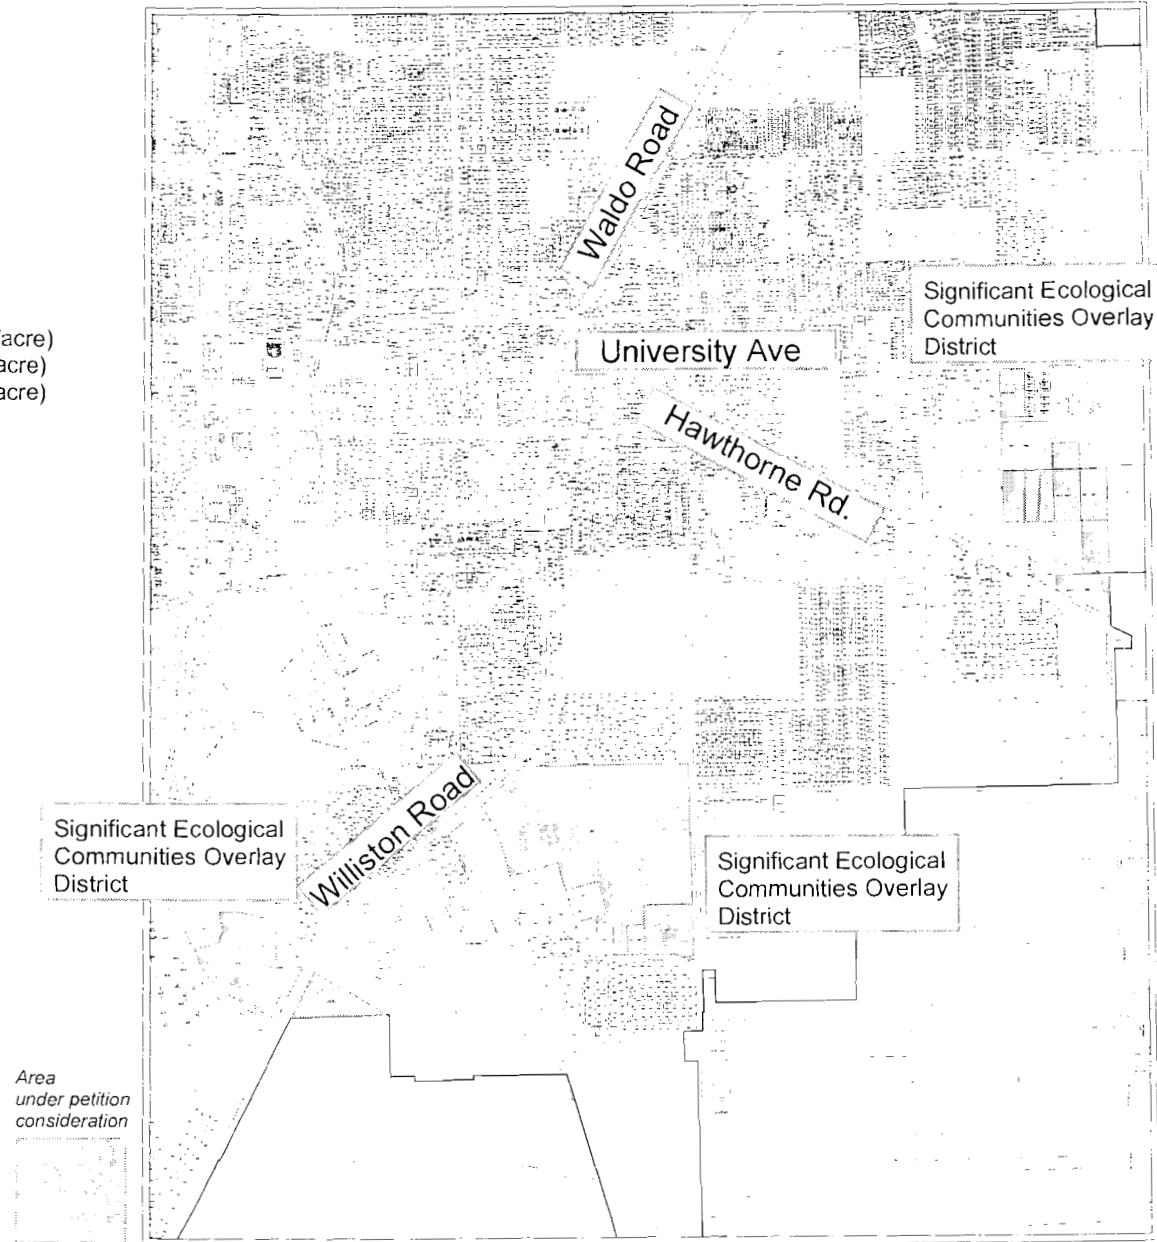 Waldo Road
Significant Ecological
Communities Overlay
District
/acre)
acre)
acre)
University Ave
Hawthorne Rd.
Williston Road
Significant Ecological
Communities Overlay
District
Significant Ecological
Communities Overlay
District
Area
under petition
consideration